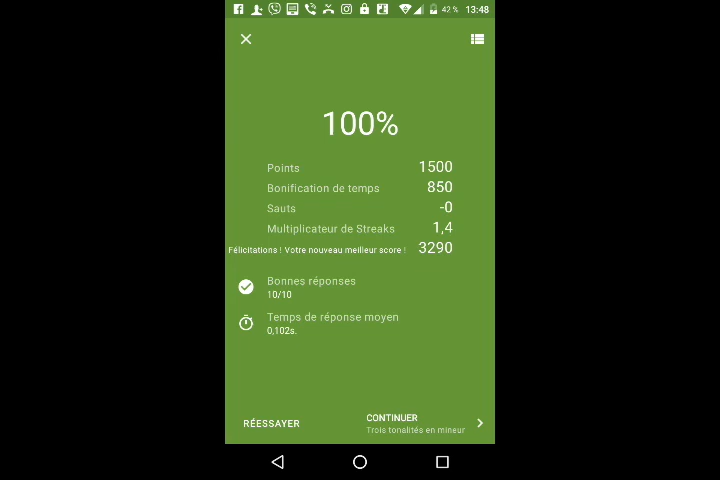 42 % 13:48
100%
Points 1500
Bonification de temps 850
Sauts -0
Multiplicateur de Streaks 1,4
Félicitations ! Votre nouveau meilleur score ! 3290
Bonnes réponses
10/10
Temps de réponse moyen
0,102s.
RÉESSAYER
CONTINUER
Trois tonalités en mineur